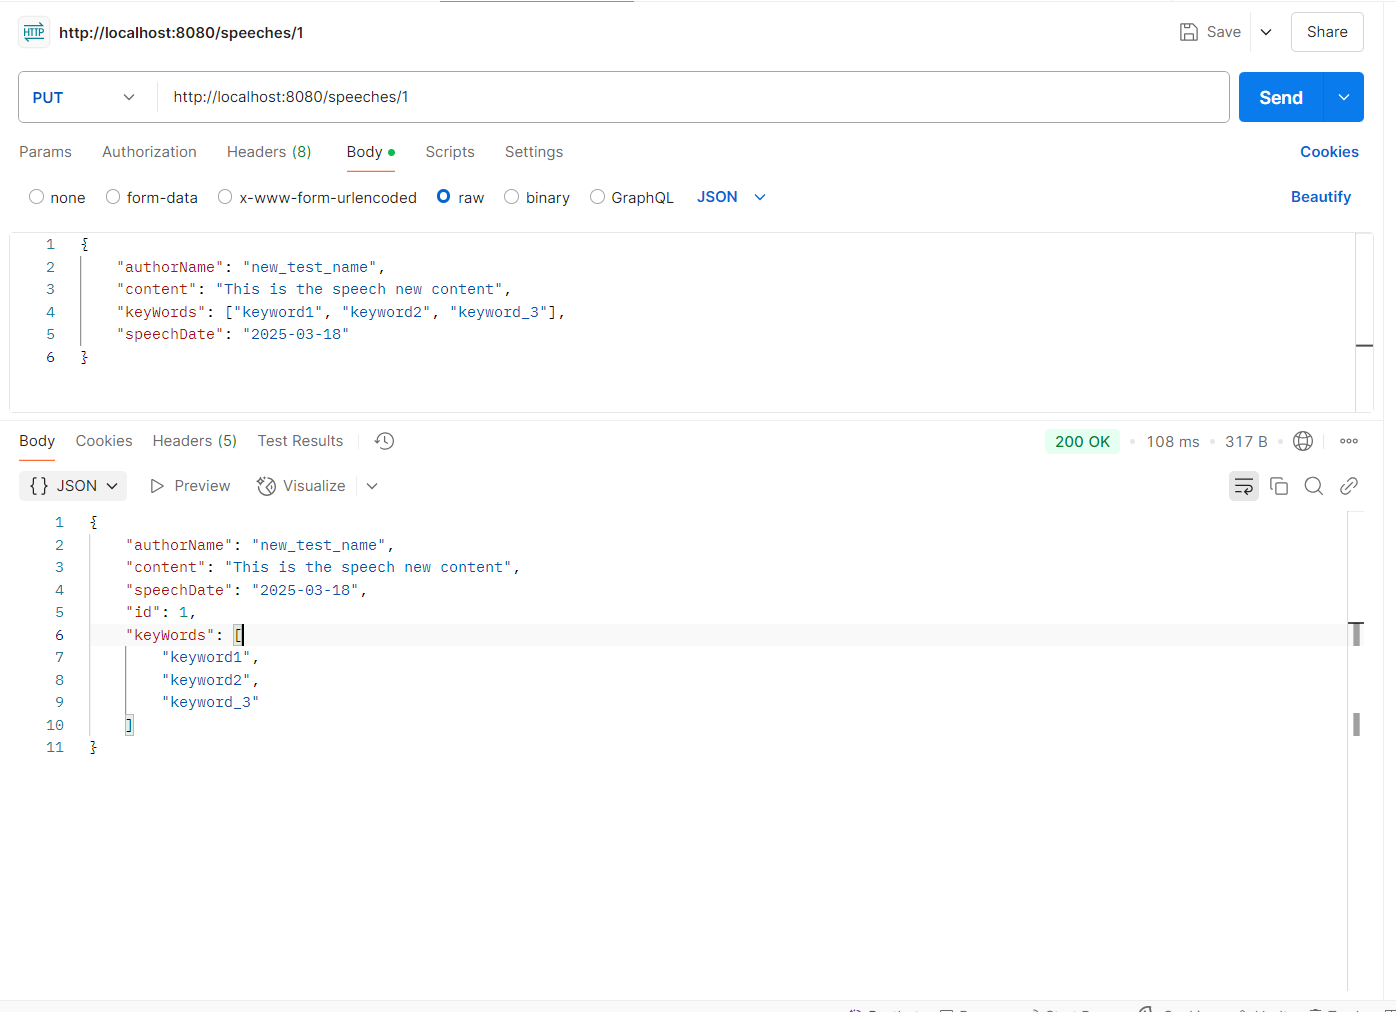 HTTP http://localhost:8080/speeches/1 Save Share
PUT http://localhost:8080/speeches/1 Send
Params Authorization Headers (8) Body Scripts Settings Cookies
none form-data x-www-form-urlencoded raw binary GraphQL JSON Beautify
1 {
2 "authorName": "new_test_name",
3 "content": "This is the speech new content",
4 "keyWords": ["keyword1", "keyword2", "keyword_3"],
5 "speechDate": "2025-03-18"
6 }
Body Cookies Headers (5) Test Results 200 OK 108 ms 317 B
{} JSON Preview Visualize
1 {
2 "authorName": "new_test_name",
3 "content": "This is the speech new content",
4 "speechDate": "2025-03-18",
5 "id": 1,
6 "keyWords": [
7 "keyword1",
8 "keyword2",
9 "keyword_3"
10 ]
11 }